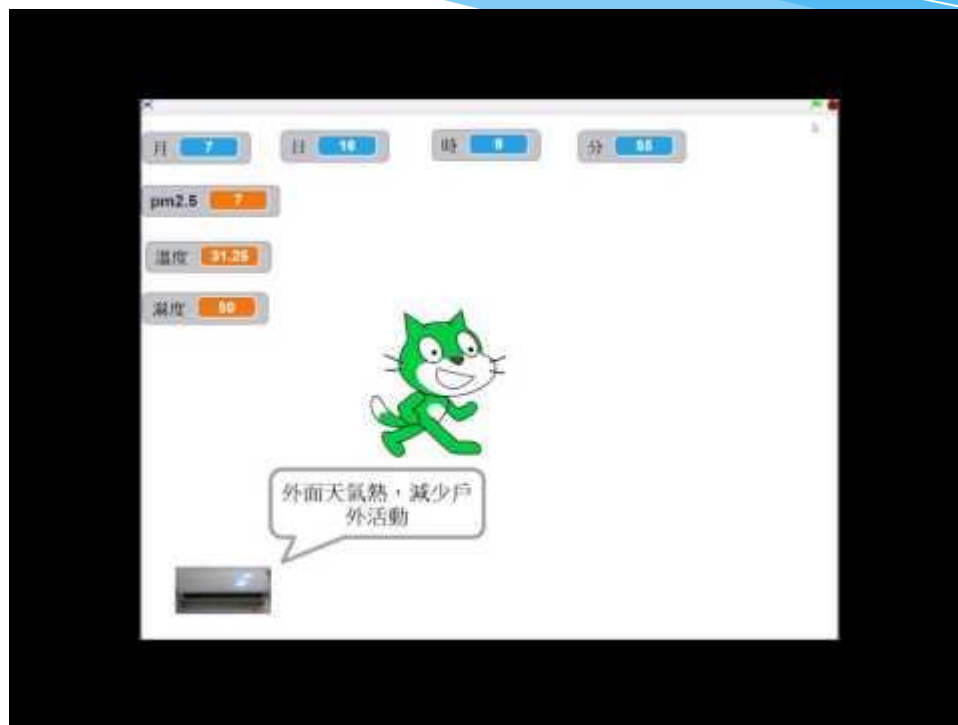 月 7 日 16 時 8 分 55
pm2.5 7
溫度 31.25
濕度 50
外面天氣熱，減少戶
外活動